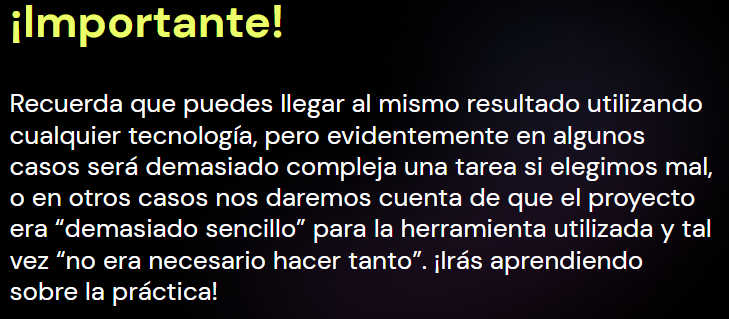 ¡Importante!
Recuerda que puedes llegar al mismo resultado utilizando
cualquier tecnología, pero evidentemente en algunos
casos será demasiado compleja una tarea si elegimos mal,
o en otros casos nos daremos cuenta de que el proyecto
era “demasiado sencillo” para la herramienta utilizada y tal
vez “no era necesario hacer tanto”. ¡Irás aprendiendo
sobre la práctica!